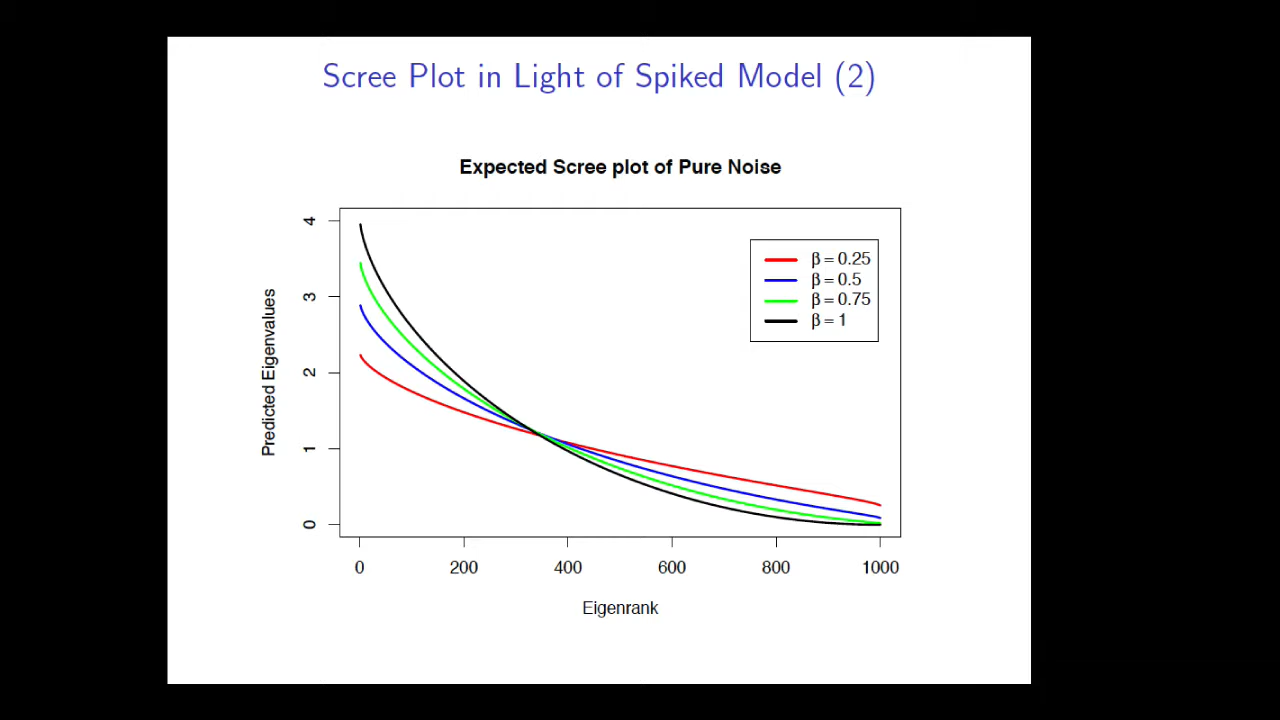 Scree Plot in Light of Spiked Model (2)
Expected Scree plot of Pure Noise
Predicted Eigenvalues
4
3
2
1
0
β = 0.25
β = 0.5
β = 0.75
β = 1
0 200 400 600 800 1000
Eigenrank